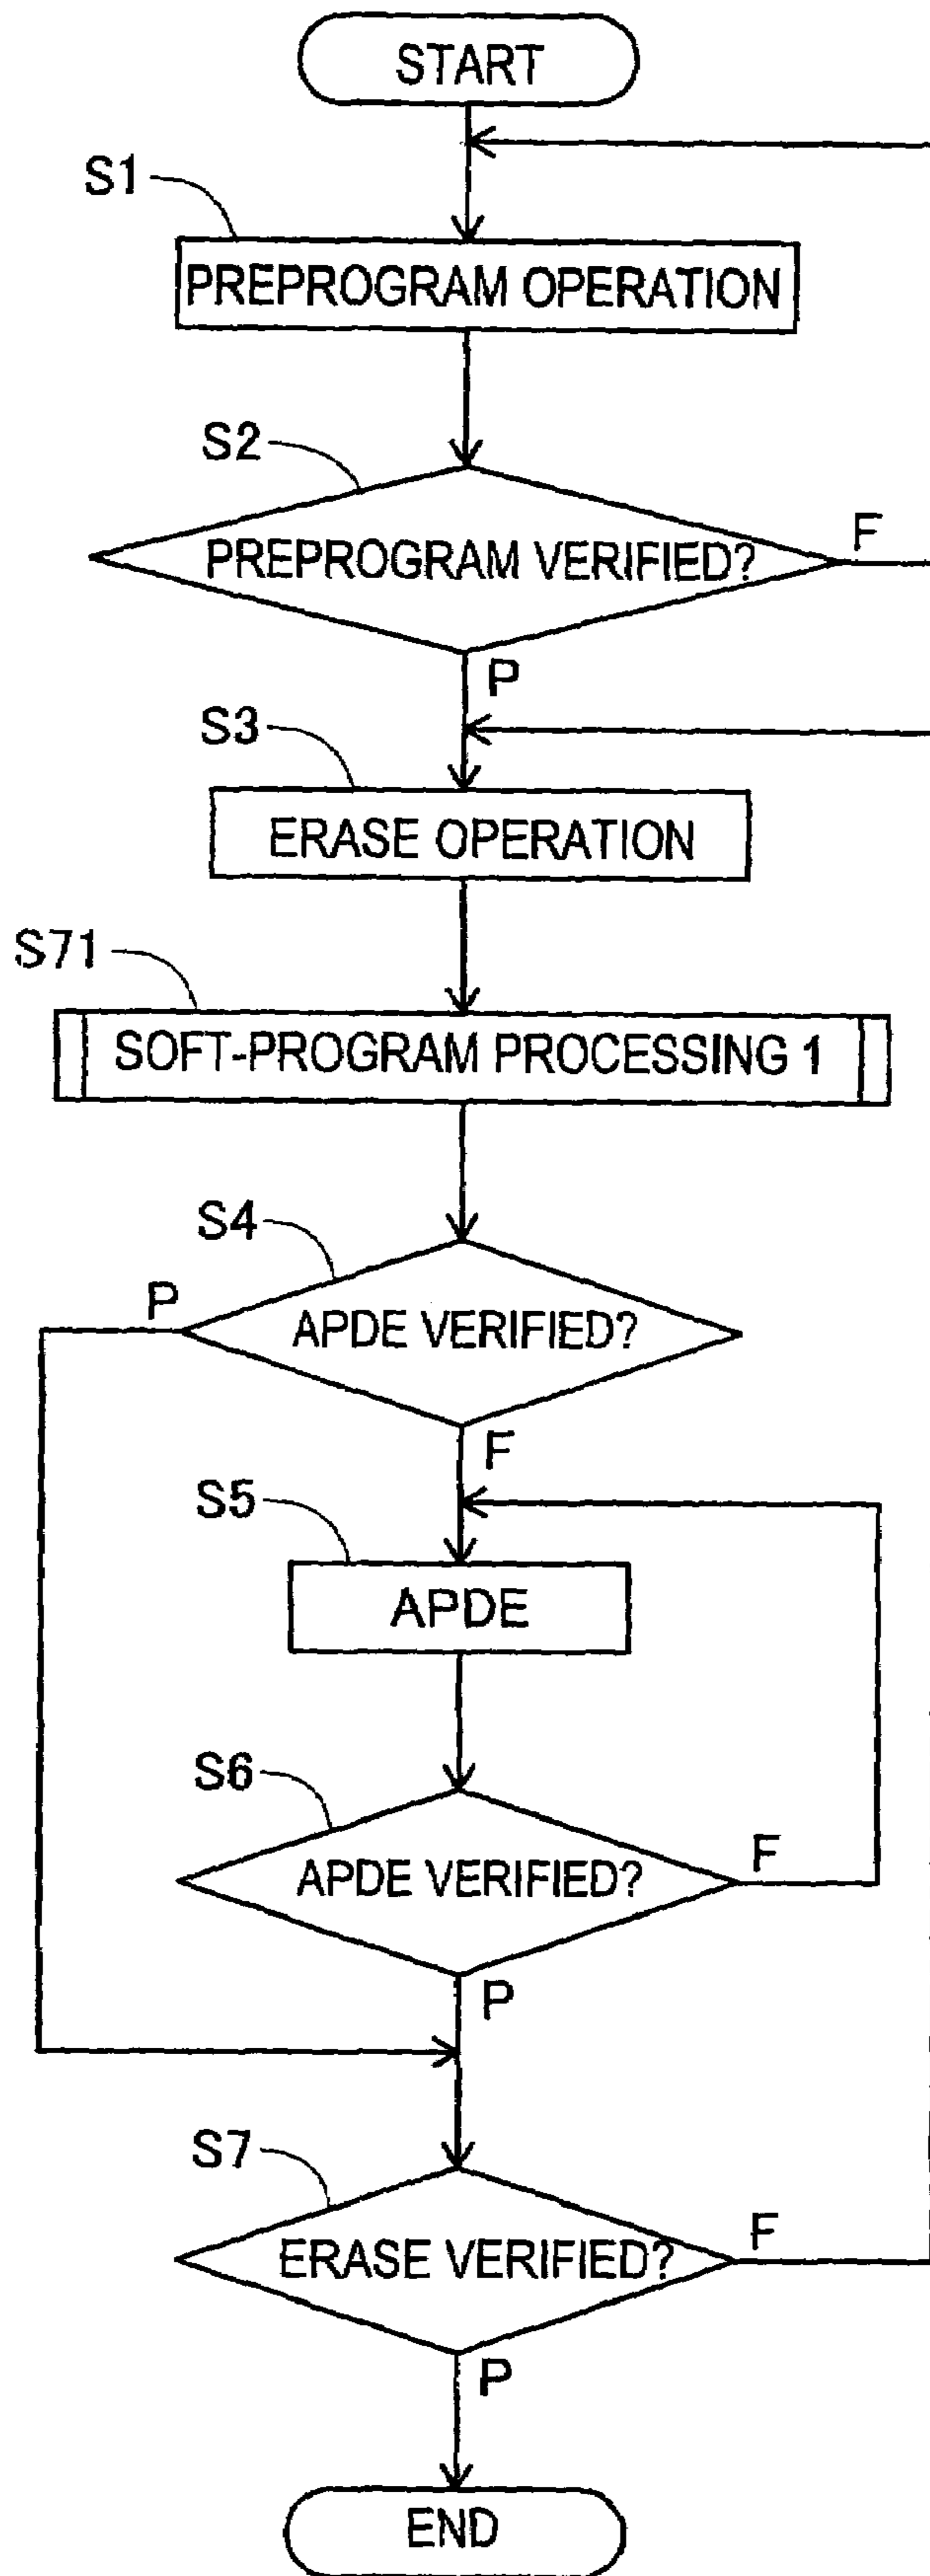 START
S1
PREPROGRAM OPERATION
S2
PREPROGRAM VERIFIED?
F
P
S3
ERASE OPERATION
S71
SOFT-PROGRAM PROCESSING 1
S4
P
APDE VERIFIED?
F
S5
APDE
S6
APDE VERIFIED?
F
P
S7
ERASE VERIFIED?
F
P
END